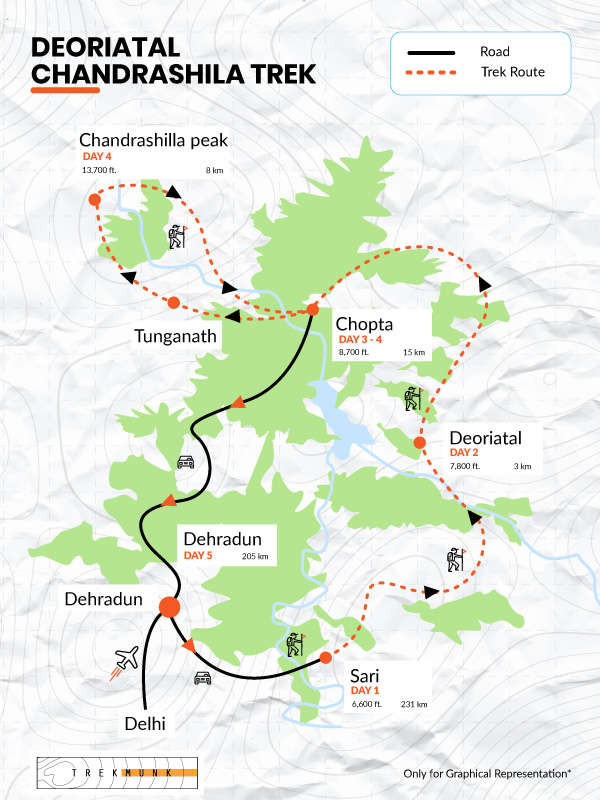 DEORIATAL
CHANDRASHILA TREK
Road
Trek Route
Chandrashilla peak
DAY 4
13,700 ft. 8 km
Tunganath
Chopta
DAY 3 - 4
8,700 ft. 15 km
Deoriatal
DAY 2
7,800 ft. 3 km
Dehradun
DAY 5 205 km
Dehradun
Sari
DAY 1
6,600 ft. 231 km
Delhi
TREKMUNK
Only for Graphical Representation*